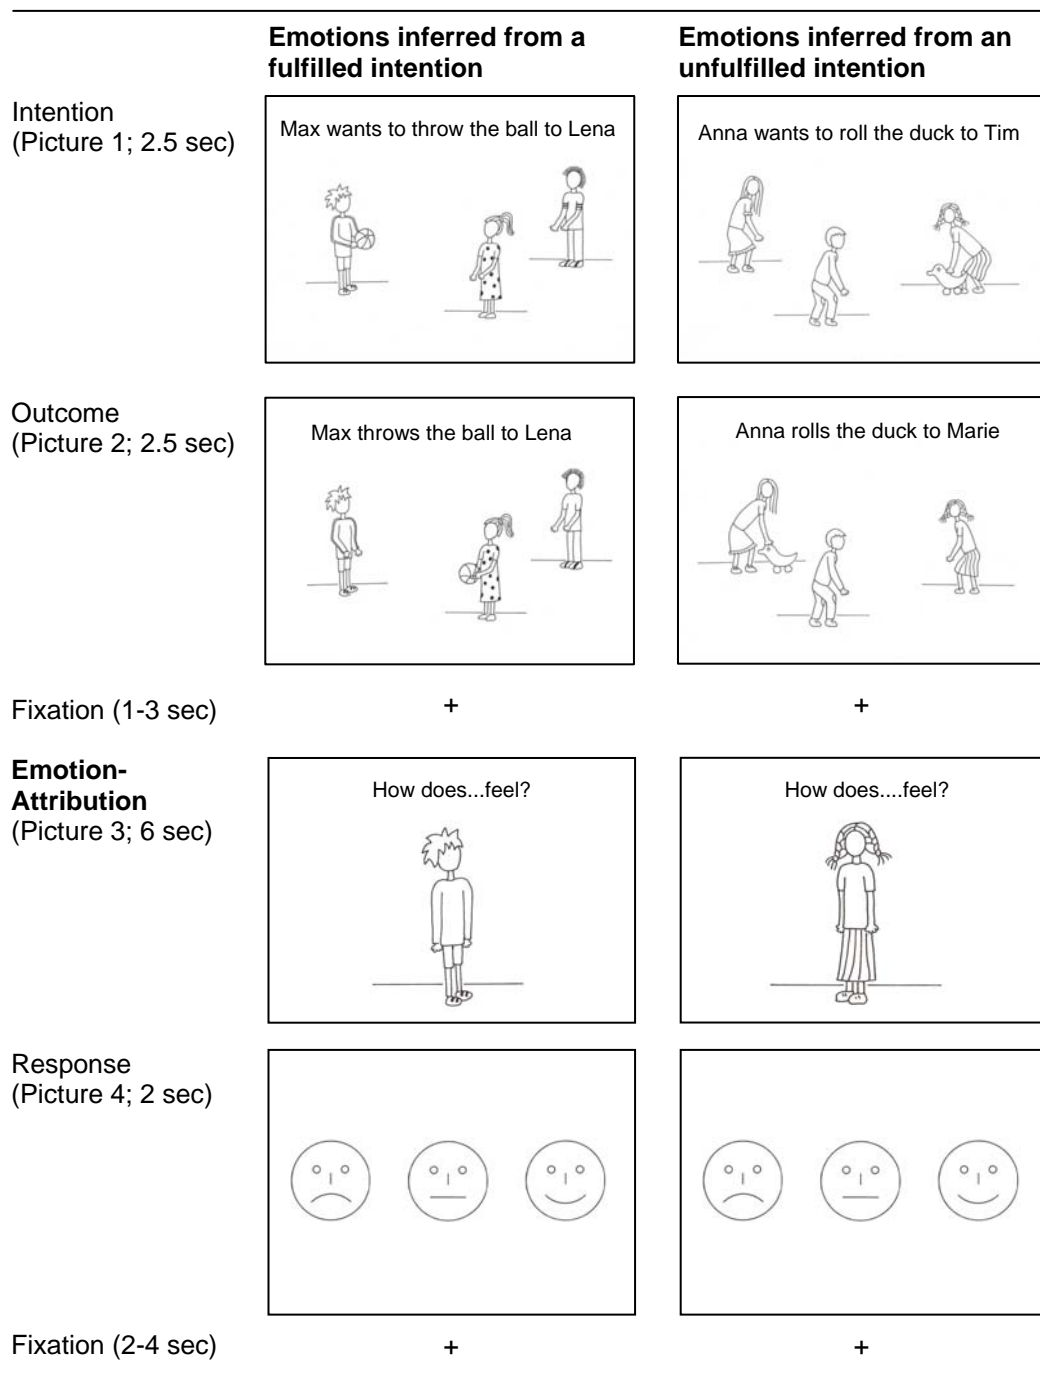 Emotions inferred from a
fulfilled intention
Emotions inferred from an
unfulfilled intention
Intention
(Picture 1; 2.5 sec)
Max wants to throw the ball to Lena
Anna wants to roll the duck to Tim
Outcome
(Picture 2; 2.5 sec)
Max throws the ball to Lena
Anna rolls the duck to Marie
Fixation (1-3 sec)
+
+
Emotion-
Attribution
(Picture 3; 6 sec)
How does...feel?
How does....feel?
Response
(Picture 4; 2 sec)
Fixation (2-4 sec)
+
+